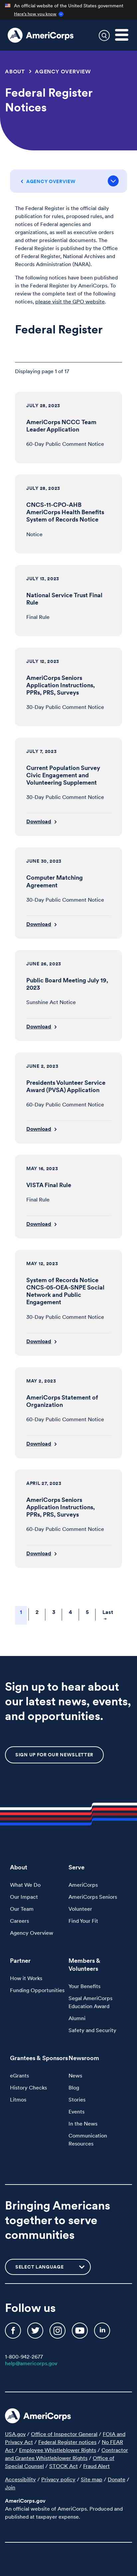 An official website of the United States government
Here's how you know
AmeriCorps
ABOUT > AGENCY OVERVIEW
Federal Register
Notices
AGENCY OVERVIEW
The Federal Register is the official daily
publication for rules, proposed rules, and
notices of Federal agencies and
organizations, as well as executive orders
and other presidential documents. The
Federal Register is published by the Office
of the Federal Register, National Archives and
Records Administration (NARA).
The following notices have been published
in the Federal Register by AmeriCorps. To
view the complete text of the following
notices, please visit the GPO website.
Federal Register
Displaying page 1 of 17
JULY 28, 2023
AmeriCorps NCCC Team
Leader Application
60-Day Public Comment Notice
JULY 28, 2023
CNCS-11-CPO-AHB
AmeriCorps Health Benefits
System of Records Notice
Notice
JULY 13, 2023
National Service Trust Final
Rule
Final Rule
JULY 12, 2023
AmeriCorps Seniors
Application Instructions,
PPRs, PRS, Surveys
30-Day Public Comment Notice
JULY 7, 2023
Current Population Survey
Civic Engagement and
Volunteering Supplement
30-Day Public Comment Notice
Download >
JUNE 30, 2023
Computer Matching
Agreement
30-Day Public Comment Notice
Download >
JUNE 26, 2023
Public Board Meeting July 19,
2023
Sunshine Act Notice
Download >
JUNE 2, 2023
Presidents Volunteer Service
Award (PVSA) Application
60-Day Public Comment Notice
Download >
MAY 16, 2023
VISTA Final Rule
Final Rule
Download >
MAY 12, 2023
System of Records Notice
CNCS-05-OEA-SNPE Social
Network and Public
Engagement
30-Day Public Comment Notice
Download >
MAY 2, 2023
AmeriCorps Statement of
Organization
60-Day Public Comment Notice
Download >
APRIL 27, 2023
AmeriCorps Seniors
Application Instructions,
PPRs, PRS, Surveys
60-Day Public Comment Notice
Download >
1 2 3 4 5 Last
»
Sign up to hear about
our latest news, events,
and opportunities.
SIGN UP FOR OUR NEWSLETTER
About
What We Do
Our Impact
Our Team
Careers
Agency Overview
Serve
AmeriCorps
AmeriCorps Seniors
Volunteer
Find Your Fit
Partner
How it Works
Funding Opportunities
Members &
Volunteers
Your Benefits
Segal AmeriCorps
Education Award
Alumni
Safety and Security
Grantees & Sponsors
eGrants
History Checks
Litmos
Newsroom
News
Blog
Stories
Events
In the News
Communication
Resources
Bringing Americans
together to serve
communities
SELECT LANGUAGE
Follow us
1-800-942-2677
help@americorps.gov
AmeriCorps
USA.gov / Office of Inspector General / FOIA and
Privacy Act / Federal Register notices / No FEAR
Act / Employee Whistleblower Rights / Contractor
and Grantee Whistleblower Rights / Office of
Special Counsel / STOCK Act / Fraud Alert
Accessibility / Privacy policy / Site map / Donate /
Join
AmeriCorps.gov
An official website of AmeriCorps. Produced and
published at taxpayer expense.